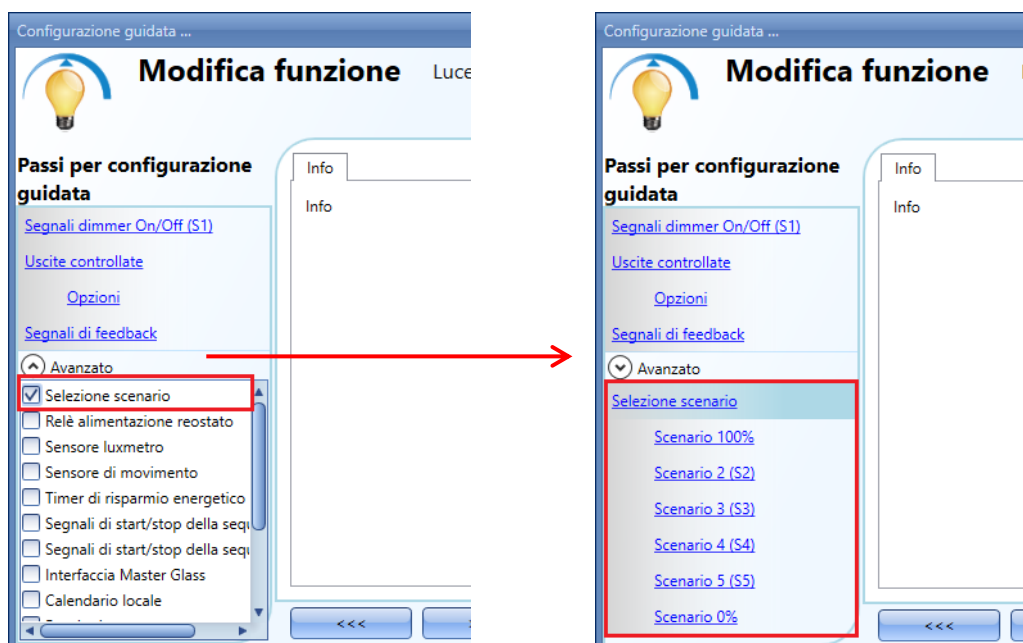 Configurazione guidata ...
Modifica funzione Luce
Passi per configurazione
guidata
Segnali dimmer On/Off (S1)
Uscite controllate
Opzioni
Segnali di feedback
Avanzato
Selezione scenario
Relè alimentazione reostato
Sensore luxmetro
Sensore di movimento
Timer di risparmio energetico
Segnali di start/stop della
Segnali di start/stop della
Interfaccia Master Glass
Calendario locale
Info
Info
<<<
Configurazione guidata ...
Modifica funzione
Passi per configurazione
guidata
Segnali dimmer On/Off (S1)
Uscite controllate
Opzioni
Segnali di feedback
Avanzato
Selezione scenario
Scenario 100%
Scenario 2 (S2)
Scenario 3 (S3)
Scenario 4 (S4)
Scenario 5 (S5)
Scenario 0%
Info
Info
<<<